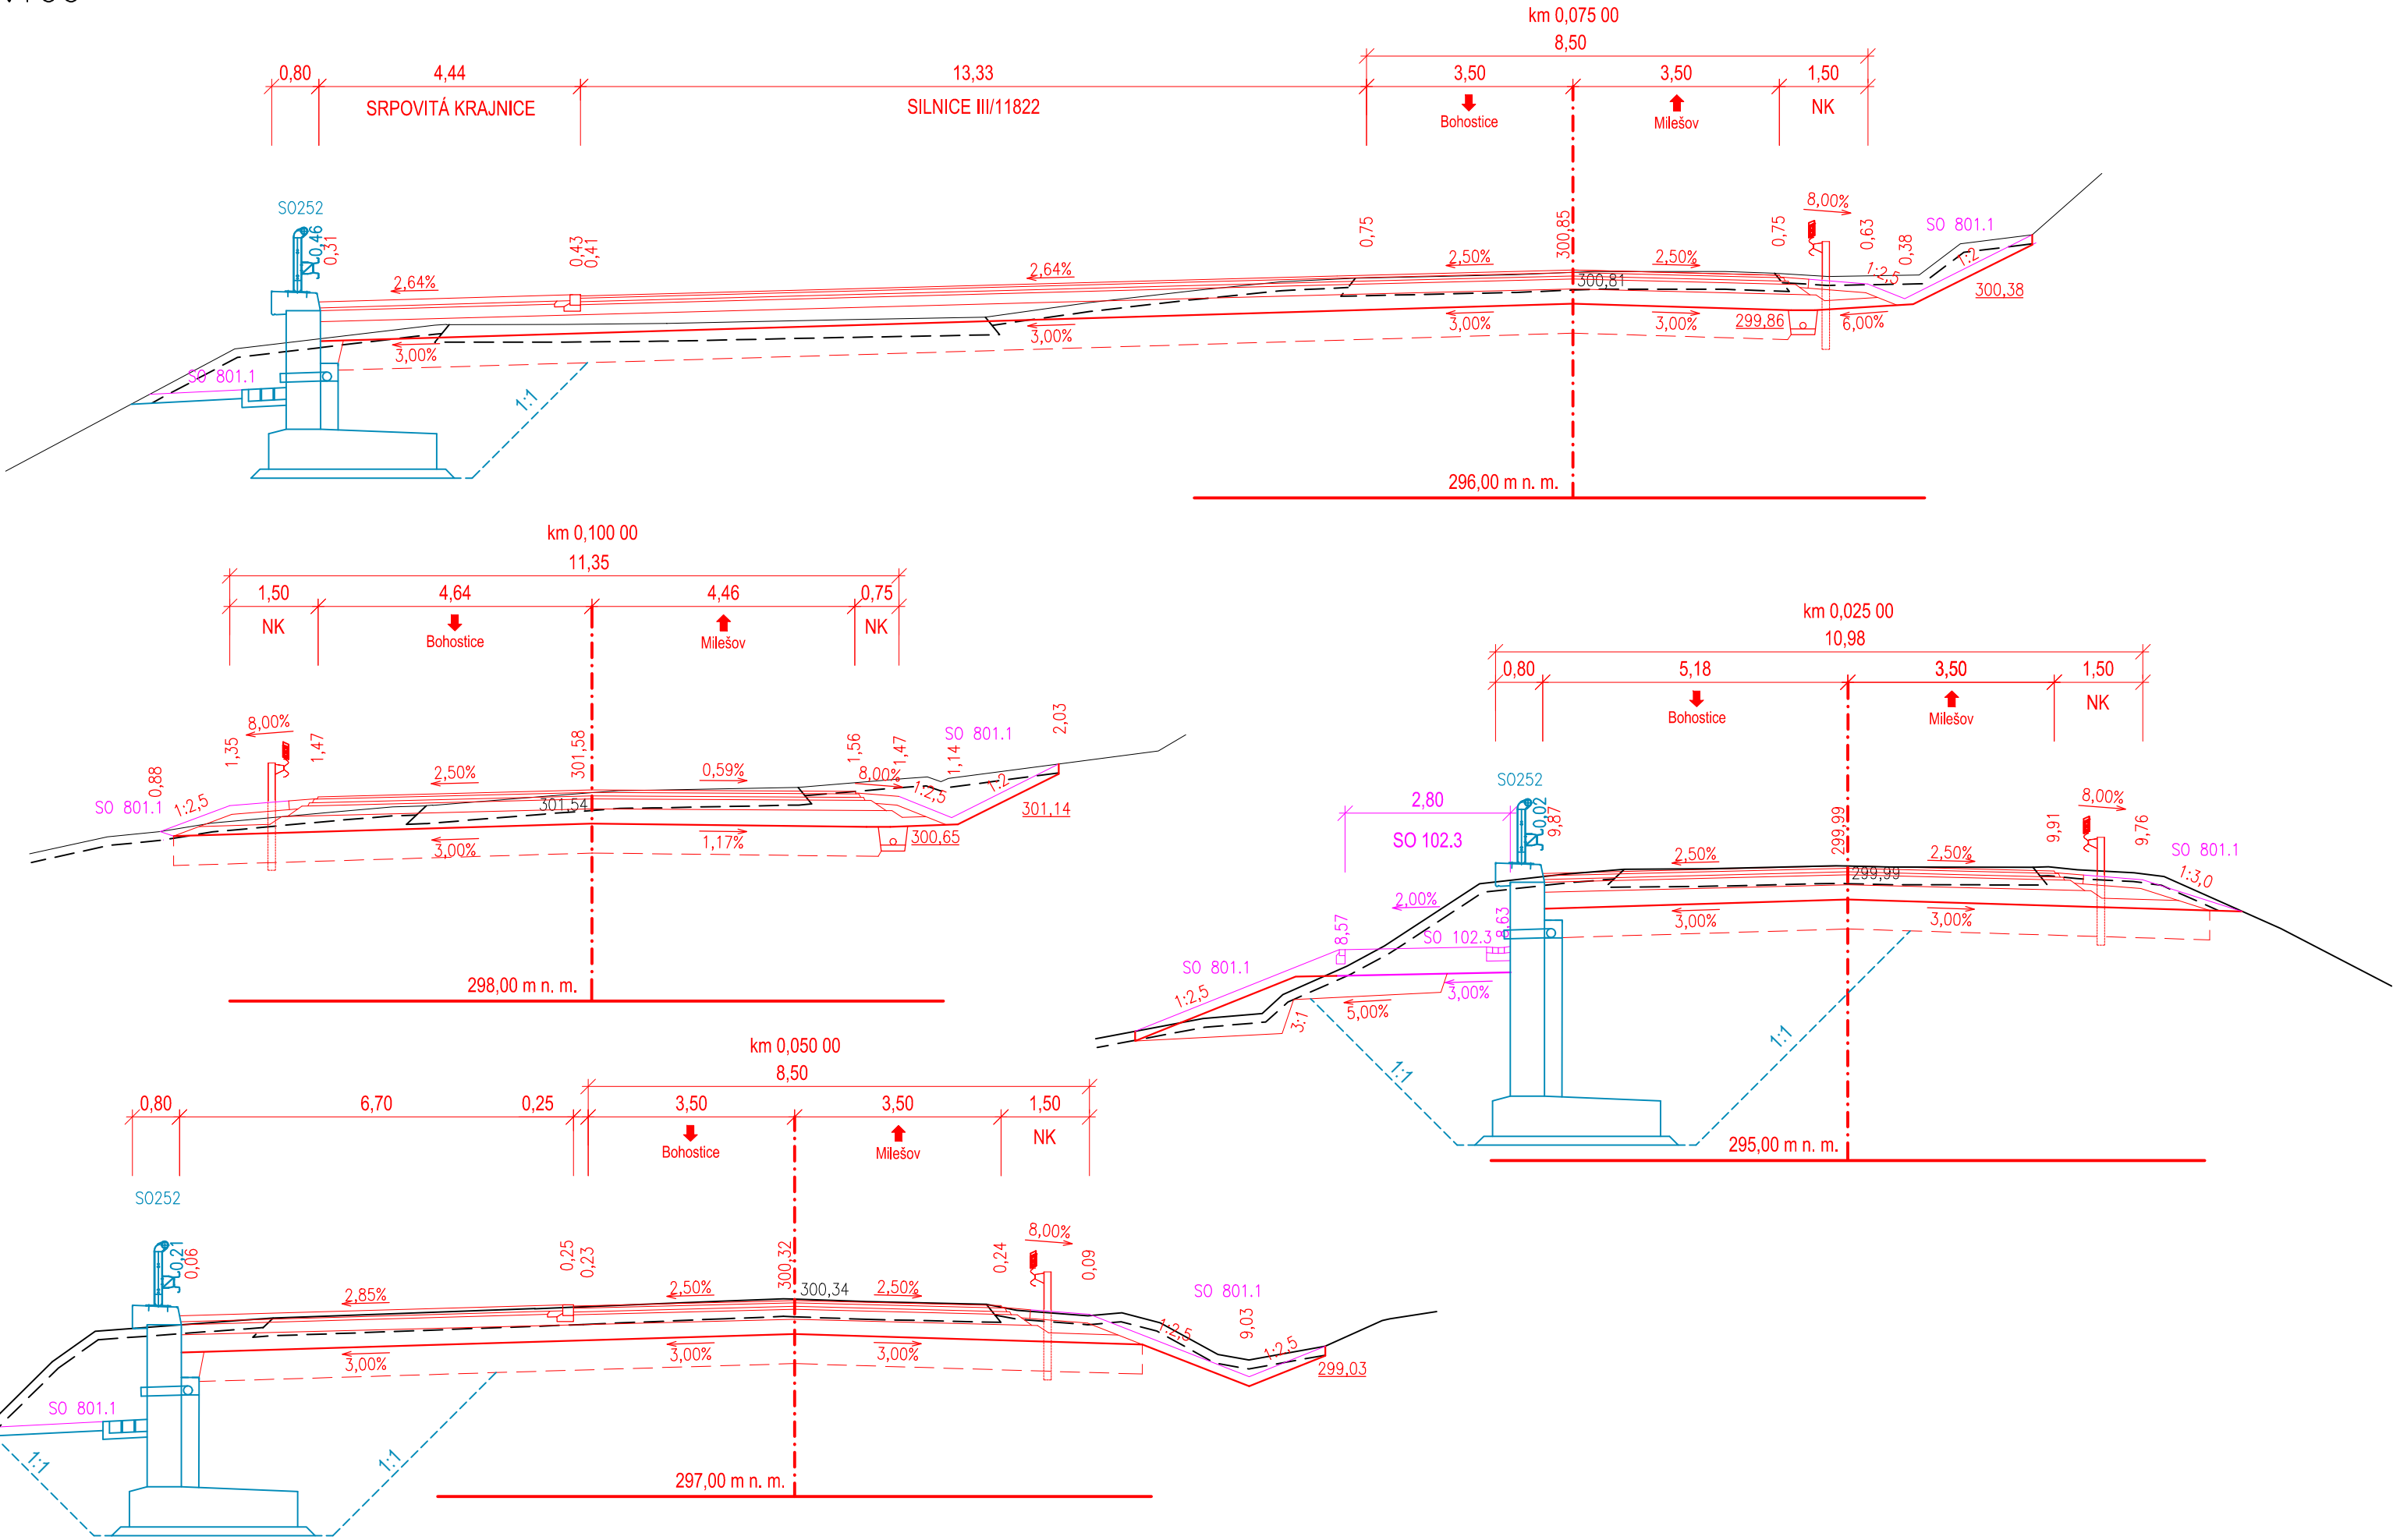 km 0,075 00
8,50
0,80 4,44 13,33 3,50 3,50 1,50
SRPOVITÁ KRAJNICE SILNICE III/11822 NK
Bohostice Milešov
SO252
0,46
0,31
0,43
0,41
0,75
300,85
0,75
8,00%
0,63
0,38
SO 801.1
2,64% 2,64% 2,50% 2,50%
1:2,5
1:2
300,81
300,38
3,00% 3,00% 3,00% 3,00% 299,86 6,00%
SO 801.1
1:1
296,00 m n. m.
km 0,100 00
11,35
1,50 4,64 4,46 0,75
NK NK
Bohostice Milešov
0,88
1,35
8,00%
1,47
301,58
1,56
1,47
1,14
SO 801.1
2,03
2,50% 0,59% 8,00%
SO 801.1
1:2,5
1:2,5
1:2
301,54
301,14
3,00% 1,17% 300,65
298,00 m n. m.
km 0,025 00
10,98
0,80 5,18 3,50 1,50
NK
Bohostice Milešov
SO252
2,80
SO 102.3
0,02
9,87
299,99
9,91
8,00%
9,76
SO 801.1
2,50% 2,50%
299,99
1:3,0
2,00%
3,00% 3,00%
8,57
SO 102.3
8,63
SO 801.1
1:2,5
3,00%
5,00%
3:1
1:1
1:1
295,00 m n. m.
km 0,050 00
8,50
0,80 6,70 0,25 3,50 3,50 1,50
NK
Bohostice Milešov
SO252
0,21
0,06
0,25
0,23
300,32
0,24
8,00%
0,09
SO 801.1
9,03
2,85% 2,50% 300,34 2,50%
1:2,5
1:2,5
3,00% 3,00% 3,00% 299,03
SO 801.1
1:1
1:1
297,00 m n. m.